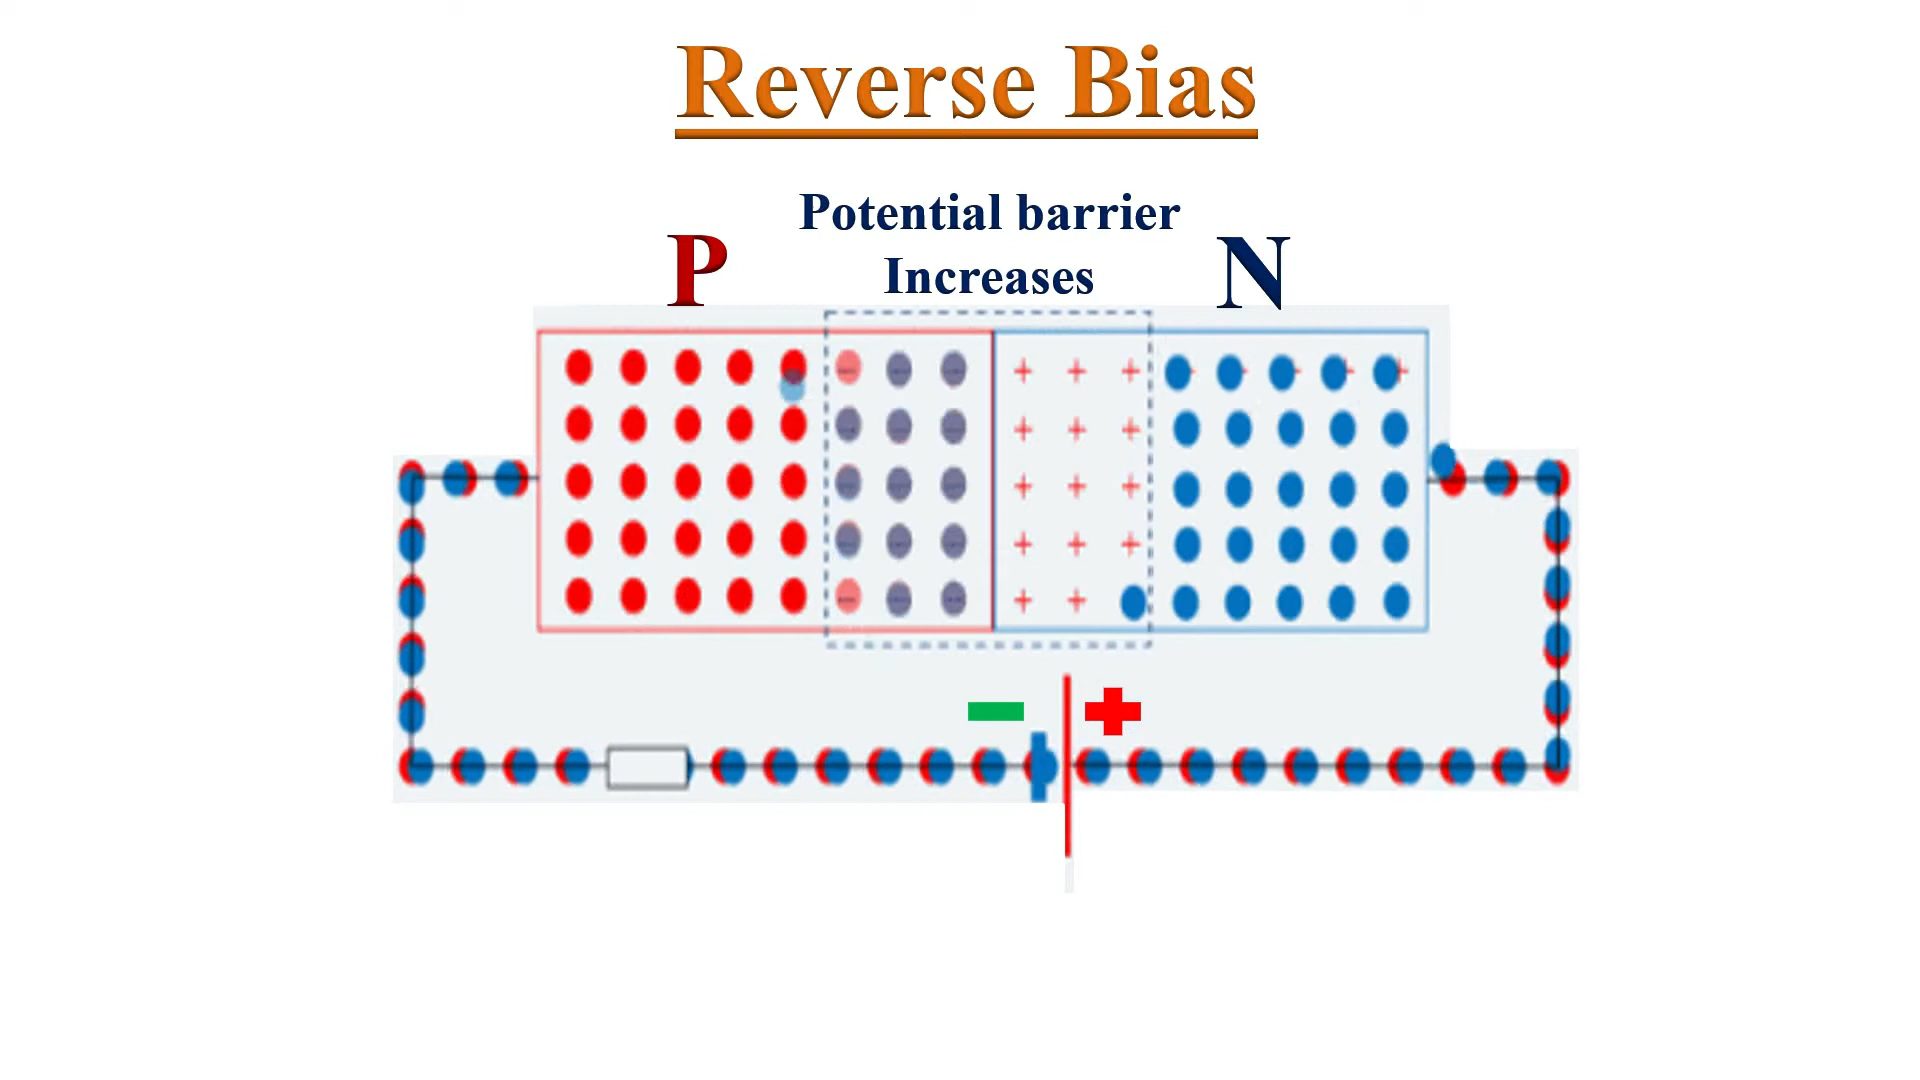 Reverse Bias
Potential barrier
Increases
P
N